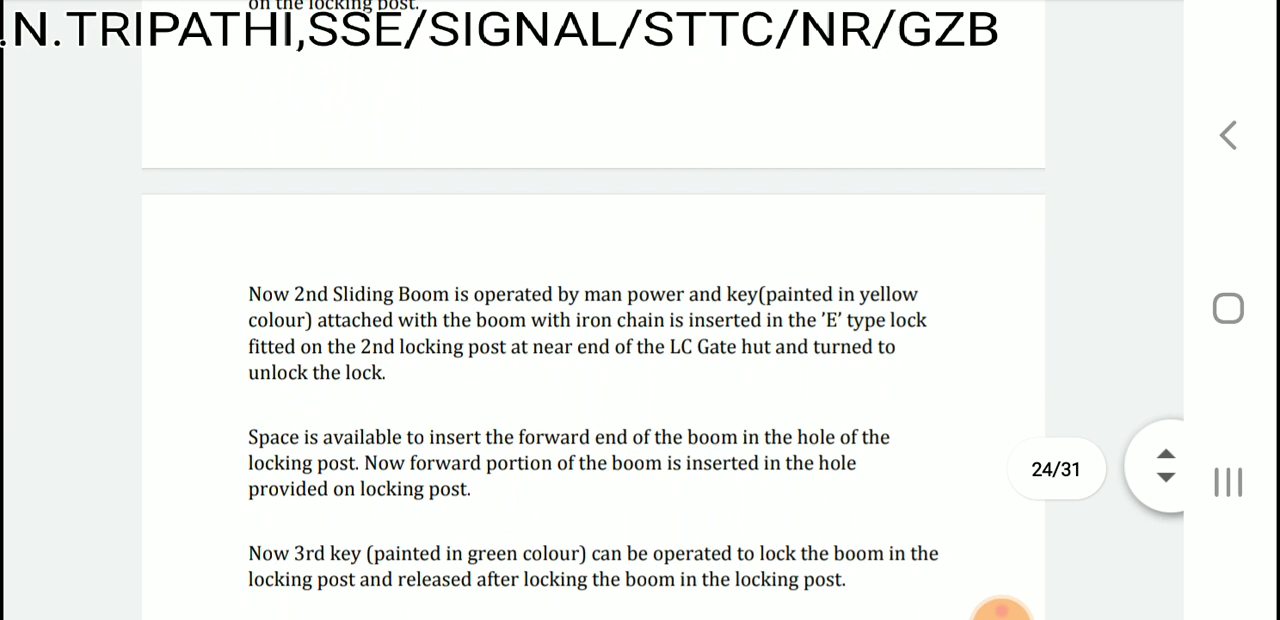 on the locking post.
.N.TRIPATHI,SSE/SIGNAL/STTC/NR/GZB
Now 2nd Sliding Boom is operated by man power and key(painted in yellow
colour) attached with the boom with iron chain is inserted in the 'E' type lock
fitted on the 2nd locking post at near end of the LC Gate hut and turned to
unlock the lock.
Space is available to insert the forward end of the boom in the hole of the
locking post. Now forward portion of the boom is inserted in the hole
provided on locking post.
24/31
Now 3rd key (painted in green colour) can be operated to lock the boom in the
locking post and released after locking the boom in the locking post.